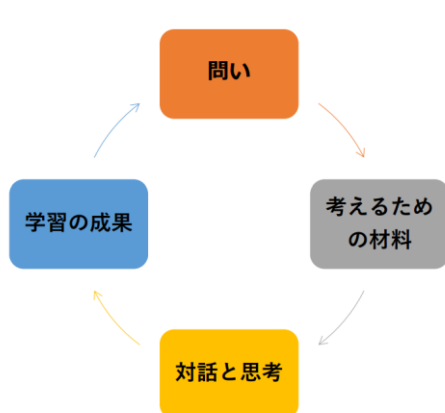 問い
考えるため
の材料
対話と思考
学習の成果